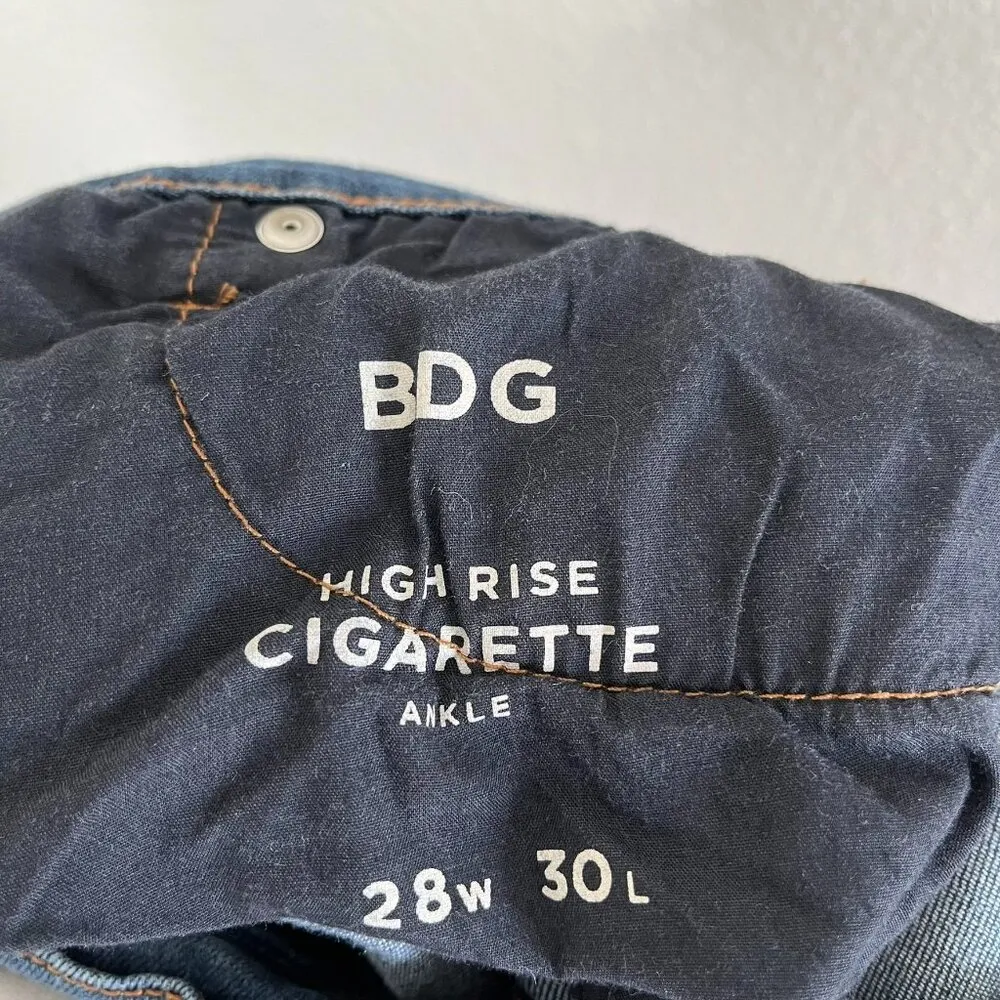 BDG
HIGH RISE
CIGARETTE
ANKLE
28W 30L